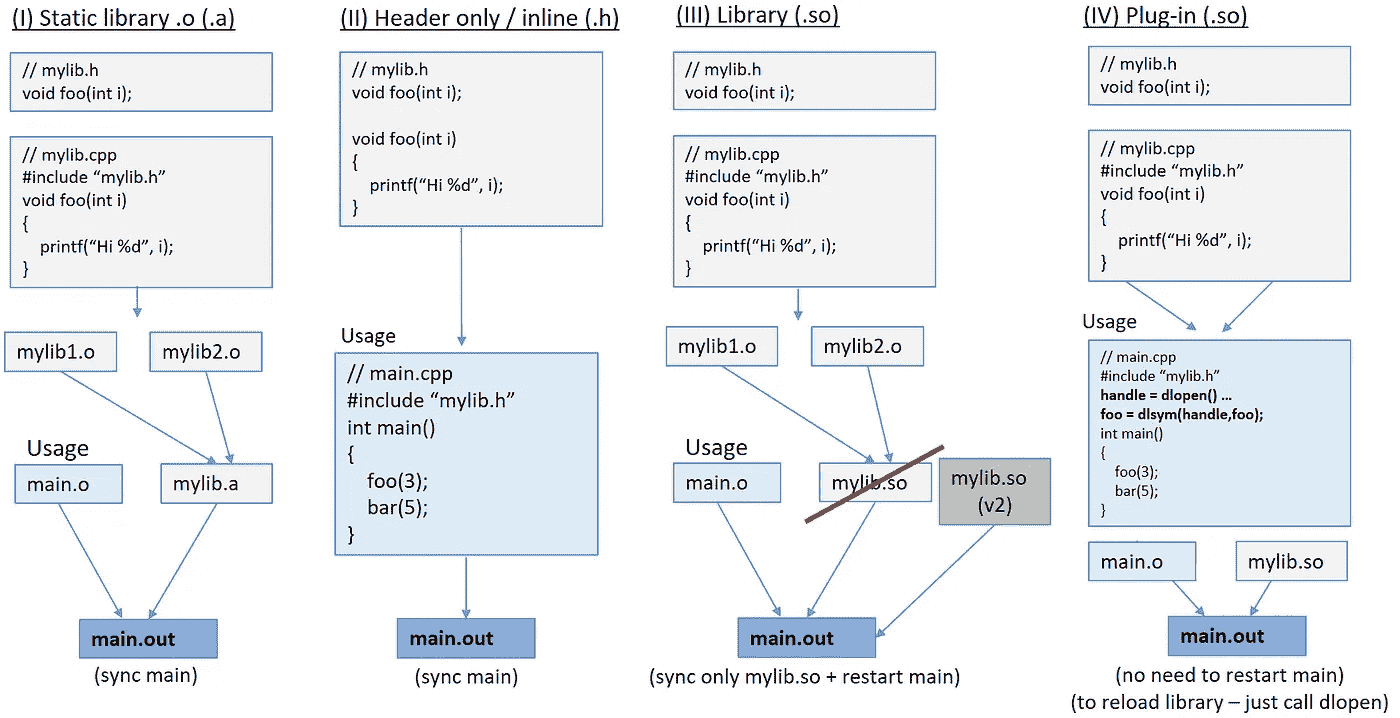 (I) Static library .o (.a)
// mylib.h
void foo(int i);
// mylib.cpp
#include “mylib.h”
void foo(int i)
{
printf(“Hi %d”, i);
}
mylib1.o
mylib2.o
Usage
main.o
mylib.a
main.out
(sync main)
(II) Header only / inline (.h)
// mylib.h
void foo(int i);
void foo(int i)
{
printf(“Hi %d”, i);
}
Usage
// main.cpp
#include “mylib.h”
int main()
{
foo(3);
bar(5);
}
main.out
(sync main)
(III) Library (.so)
// mylib.h
void foo(int i);
// mylib.cpp
#include “mylib.h”
void foo(int i)
{
printf(“Hi %d”, i);
}
mylib1.o
mylib2.o
Usage
main.o
mylib.so
mylib.so
(v2)
main.out
(sync only mylib.so + restart main)
(IV) Plug-in (.so)
// mylib.h
void foo(int i);
// mylib.cpp
#include “mylib.h”
void foo(int i)
{
printf(“Hi %d”, i);
}
Usage
// main.cpp
#include “mylib.h”
handle = dlopen() ...
foo = dlsym(handle,foo);
int main()
{
foo(3);
bar(5);
}
main.o
mylib.so
main.out
(no need to restart main)
(to reload library – just call dlopen)